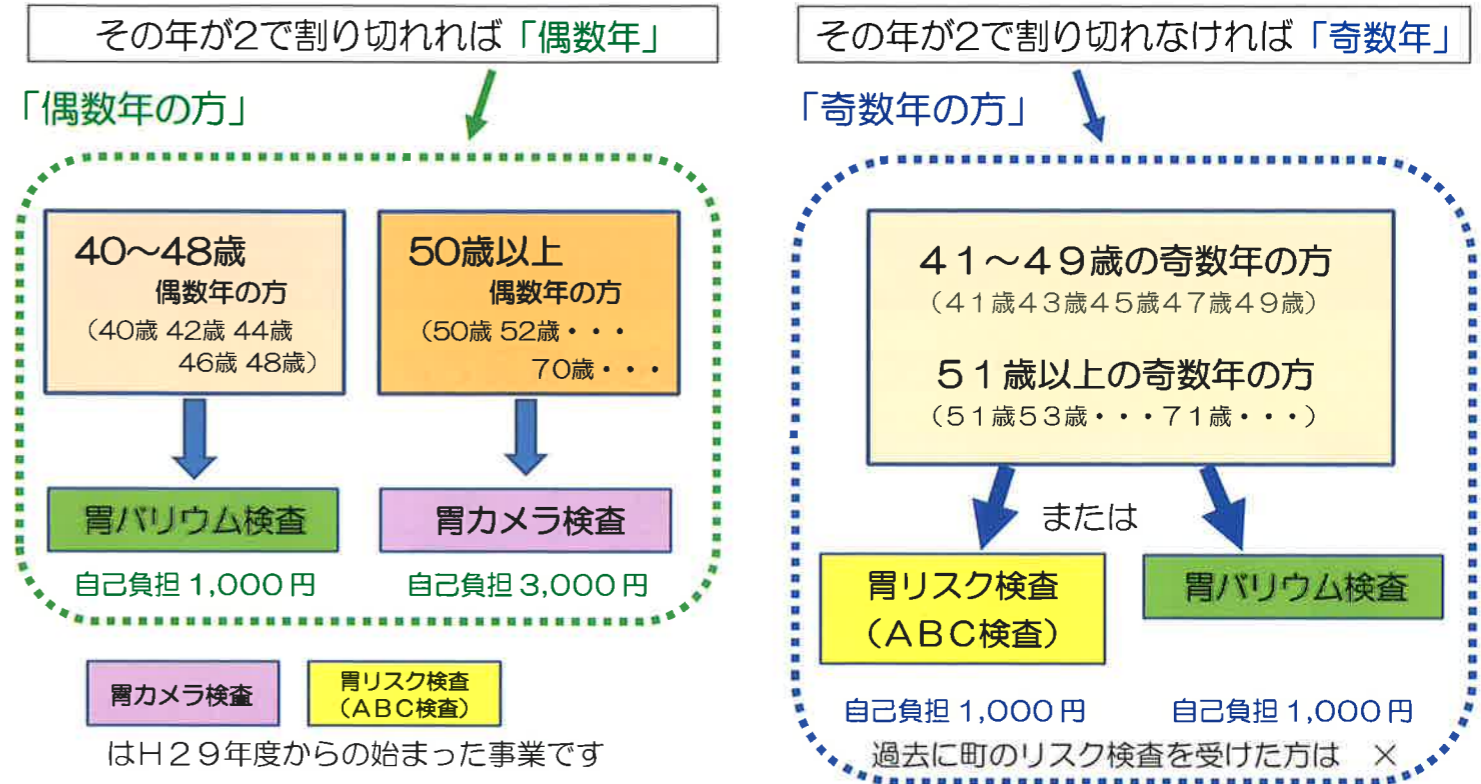 その年が2で割り切れれば「偶数年」
「偶数年の方」
40〜48歳
偶数年の方
（40歳 42歳 44歳
46歳 48歳）
50歳以上
偶数年の方
（50歳 52歳・・・
70歳・・・
胃バリウム検査
自己負担 1,000 円
胃カメラ検査
自己負担 3,000 円
胃カメラ検査
胃リスク検査
（ABC検査）
はH29年度からの始まった事業です
その年が2で割り切れなければ「奇数年」
「奇数年の方」
４１〜４９歳の奇数年の方
（４１歳４３歳４５歳４７歳４９歳）
５１歳以上の奇数年の方
（５１歳５３歳・・・７１歳・・・）
または
胃リスク検査
（ＡＢＣ検査）
胃バリウム検査
自己負担 1,000 円
自己負担 1,000 円
過去に町のリスク検査を受けた方は　×